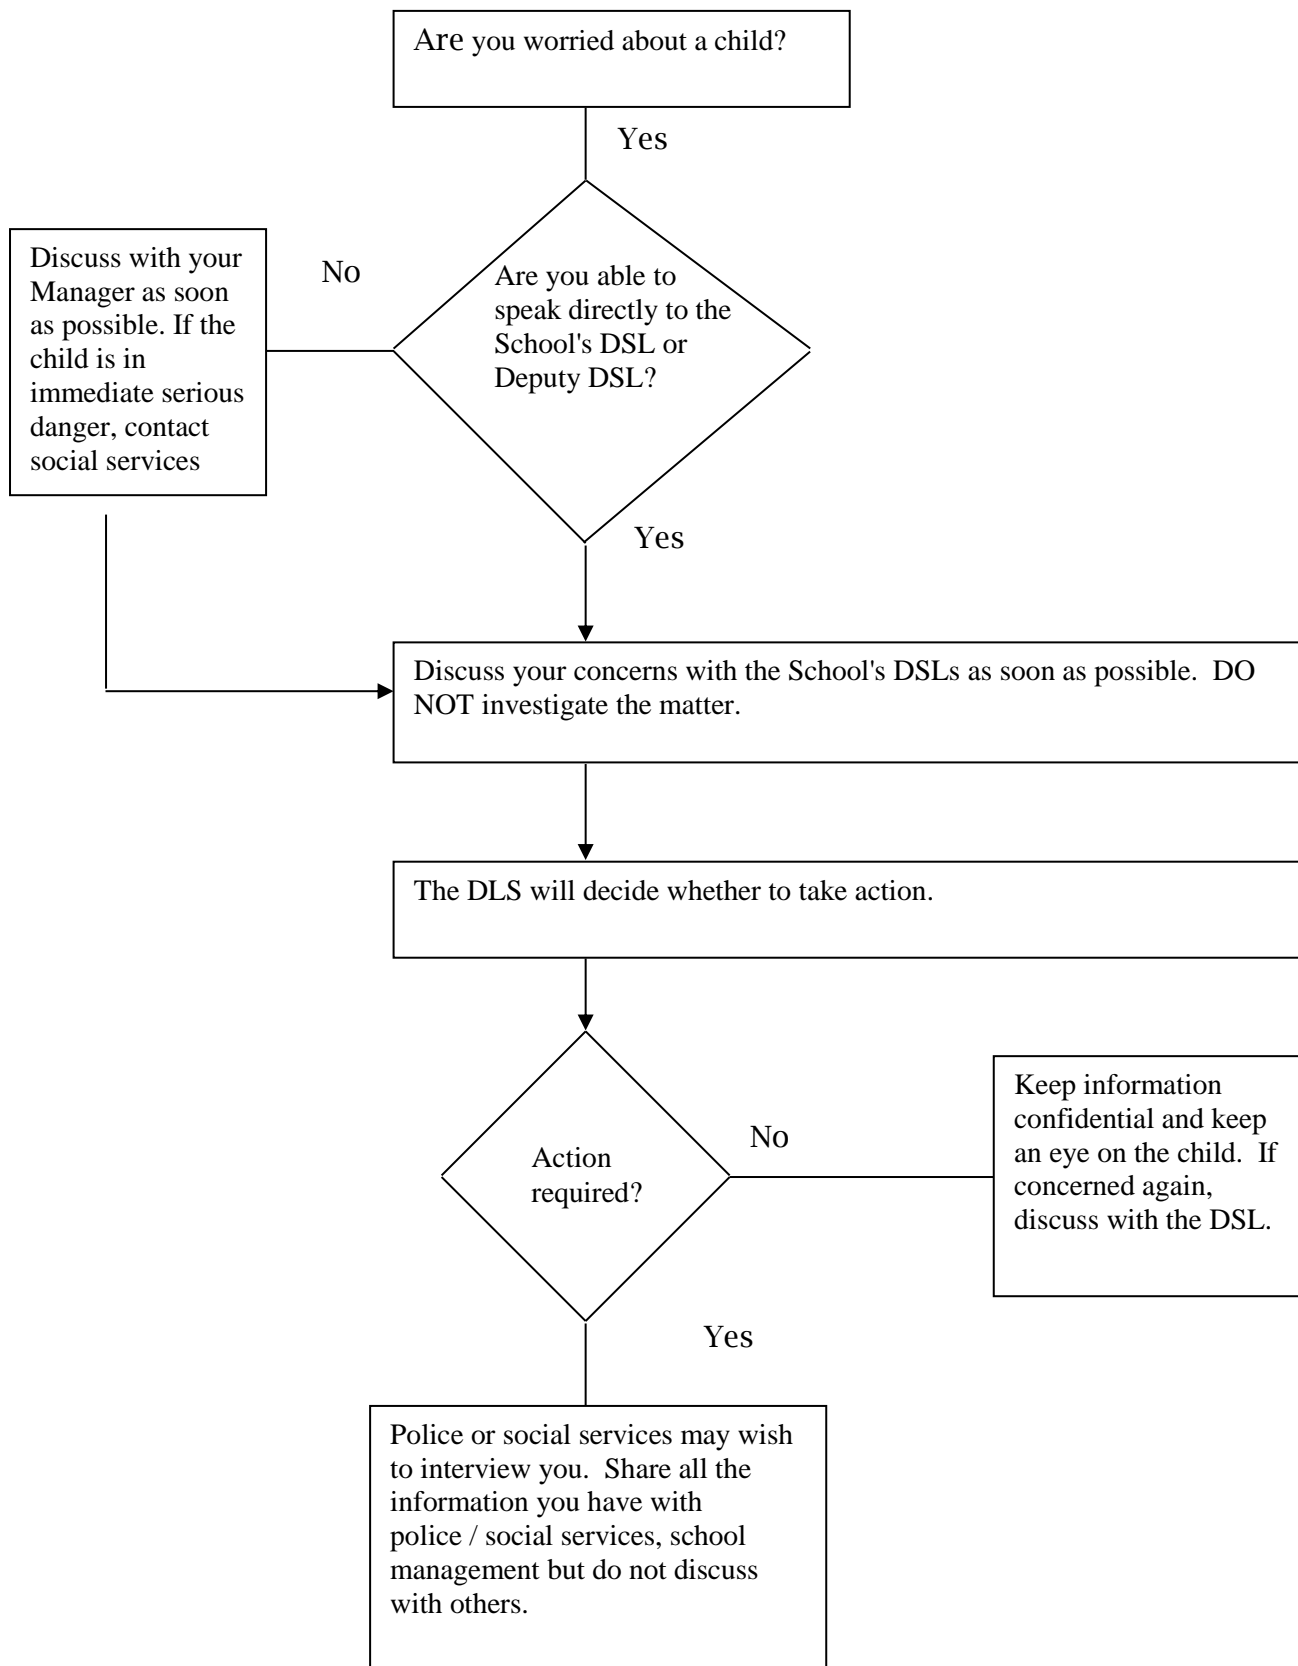 Are you worried about a child?
Yes
Discuss with your
Manager as soon
as possible. If the
child is in
immediate serious
danger, contact
social services
No
Are you able to
speak directly to the
School's DSL or
Deputy DSL?
Yes
Discuss your concerns with the School's DSLs as soon as possible.  DO
NOT investigate the matter.
The DLS will decide whether to take action.
Action
required?
No
Keep information
confidential and keep
an eye on the child.  If
concerned again,
discuss with the DSL.
Yes
Police or social services may wish
to interview you.  Share all the
information you have with
police / social services, school
management but do not discuss
with others.